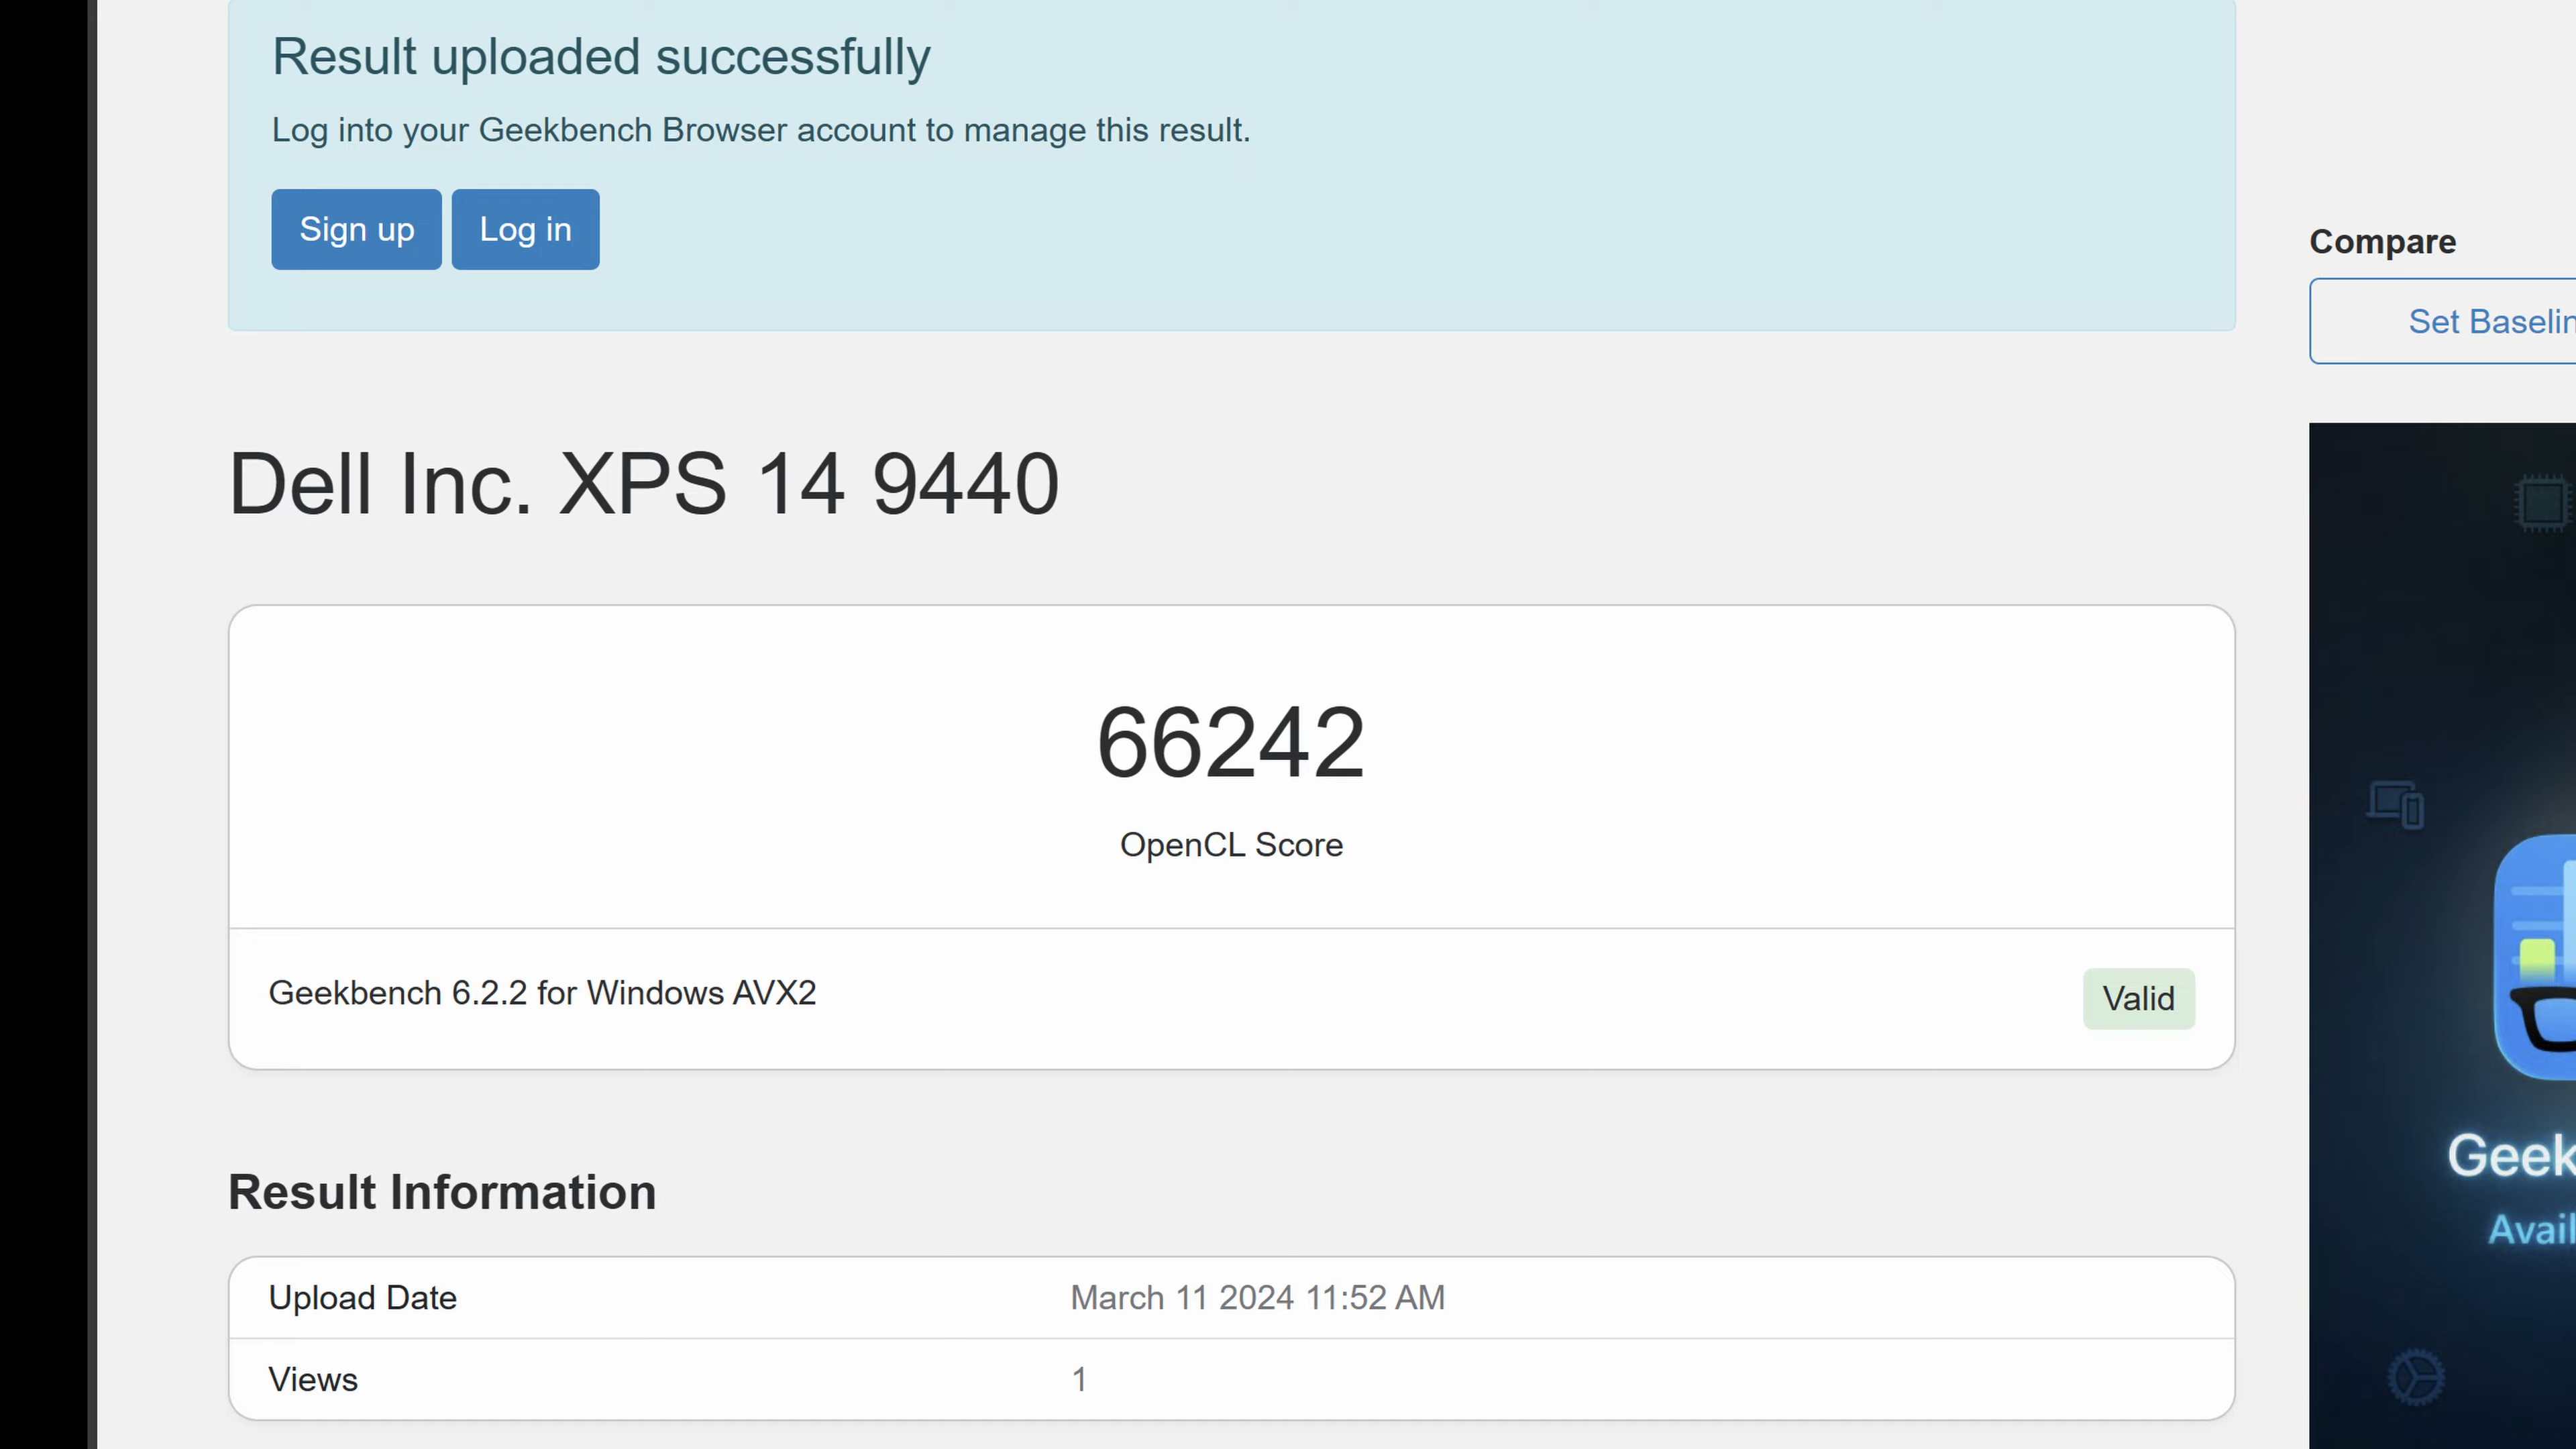 Result uploaded successfully
Log into your Geekbench Browser account to manage this result.
Sign up
Log in
Compare
Set Baselin
Dell Inc. XPS 14 9440
66242
OpenCL Score
Geekbench 6.2.2 for Windows AVX2
Valid
Geek
Avail
Result Information
Upload Date March 11 2024 11:52 AM
Views 1